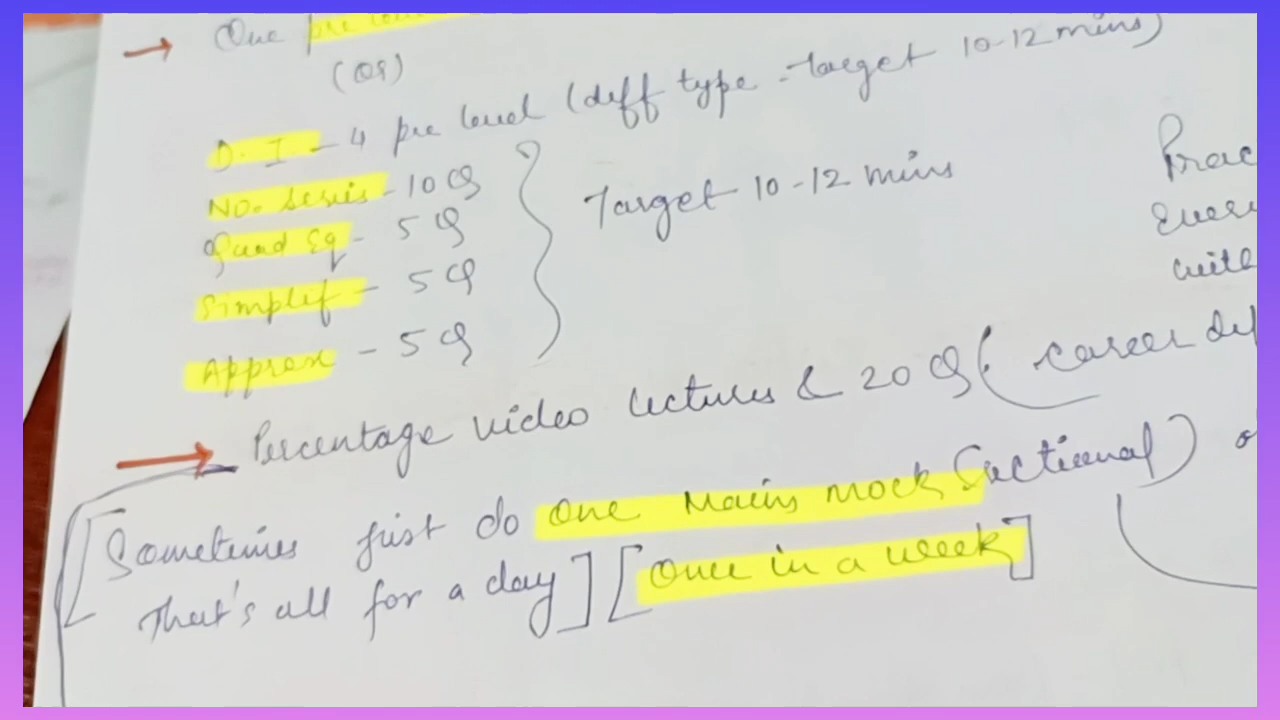 → One pre
(or)
D. I. - 4 pre level (diff type - Target 10-12 mins)
No. Series - 10 Q
Quad Eq - 5 Q
Simplif - 5 Q
Approx - 5 Q
Target 10-12 mins
→ Percentage video lectures & 20 Q (career
[Sometimes just do One Mains Mock (Sectional)
That's all for a day] [Once in a week]